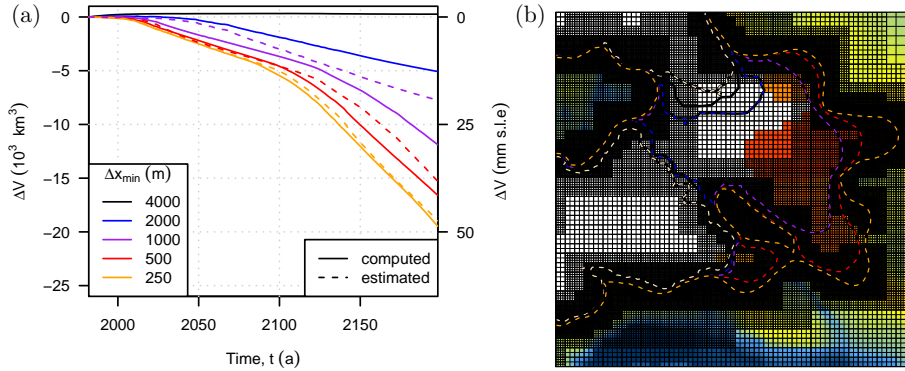 (a)
(b)
0
−5
−10
−15
−20
−25
ΔV (10³ km³)
0
25
50
ΔV (mm s.l.e)
Δx_min (m)
4000
2000
1000
500
250
computed
estimated
2000
2050
2100
2150
Time, t (a)